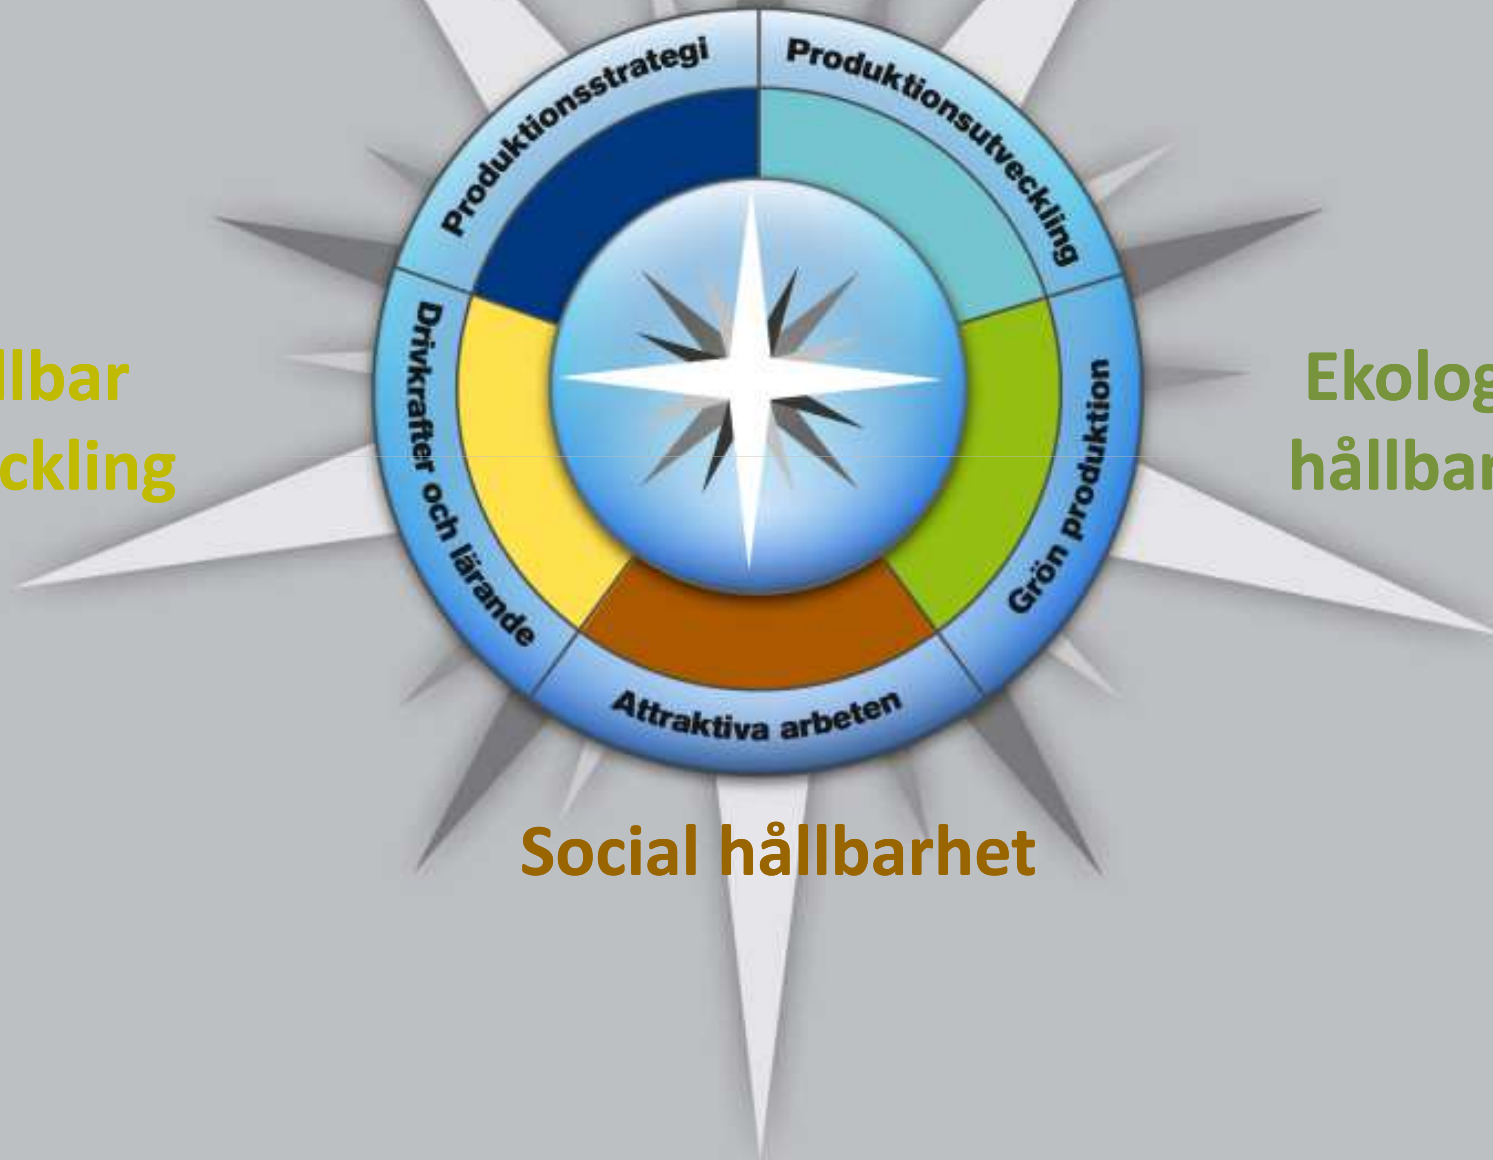 Produktionsstrategi
Produktionsutveckling
Drivkrafter och lärande
Grön produktion
Attraktiva arbeten
llbar
ckling
Ekolog
hållbar
Social hållbarhet